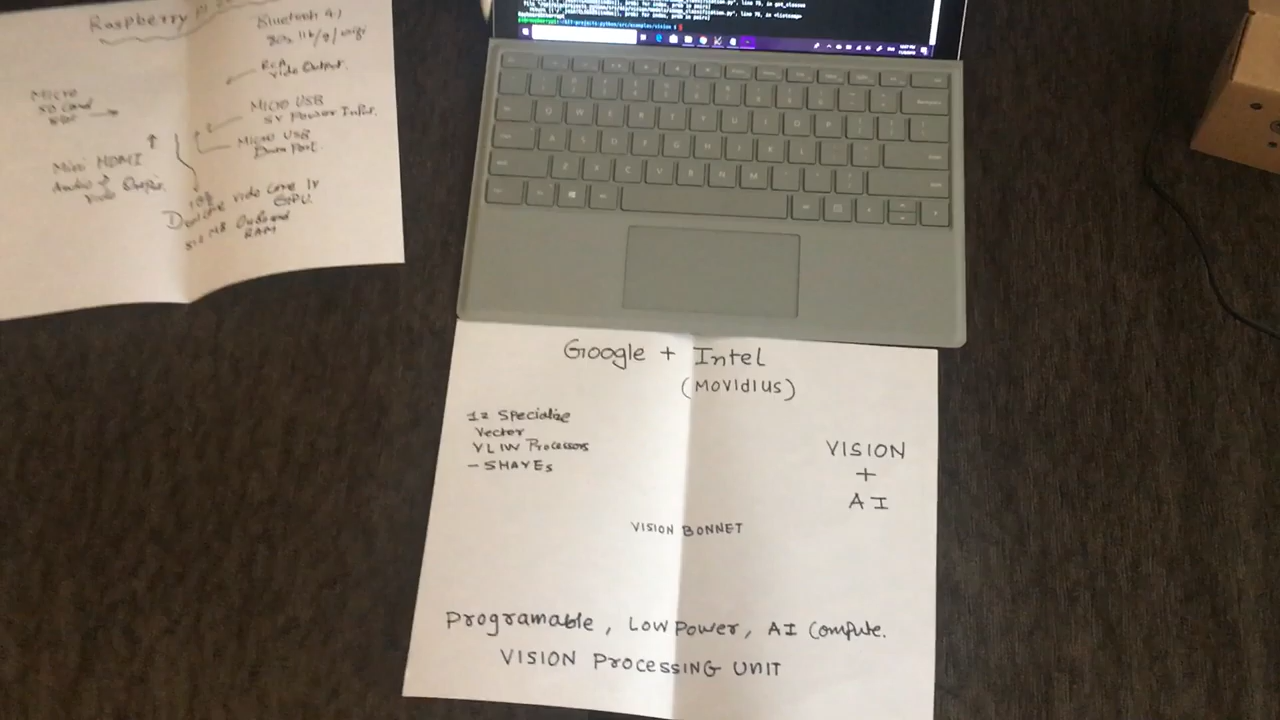 Raspberry Pi
Bluetooth 4.1
RCA
Video Output.
Micro
SD Card
Micro USB
5V Power Input.
Micro USB
Port.
Mini HDMI
Audio
Video Output.
Video Core IV
GPU.
512 MB Onboard
RAM
Google + Intel
(MOVIDIUS)
12 Specialize
Vector
VLIW Processors
- SHAVEs
VISION
+
AI
VISION BONNET
Programable, Low Power, AI Compute.
VISION Processing Unit